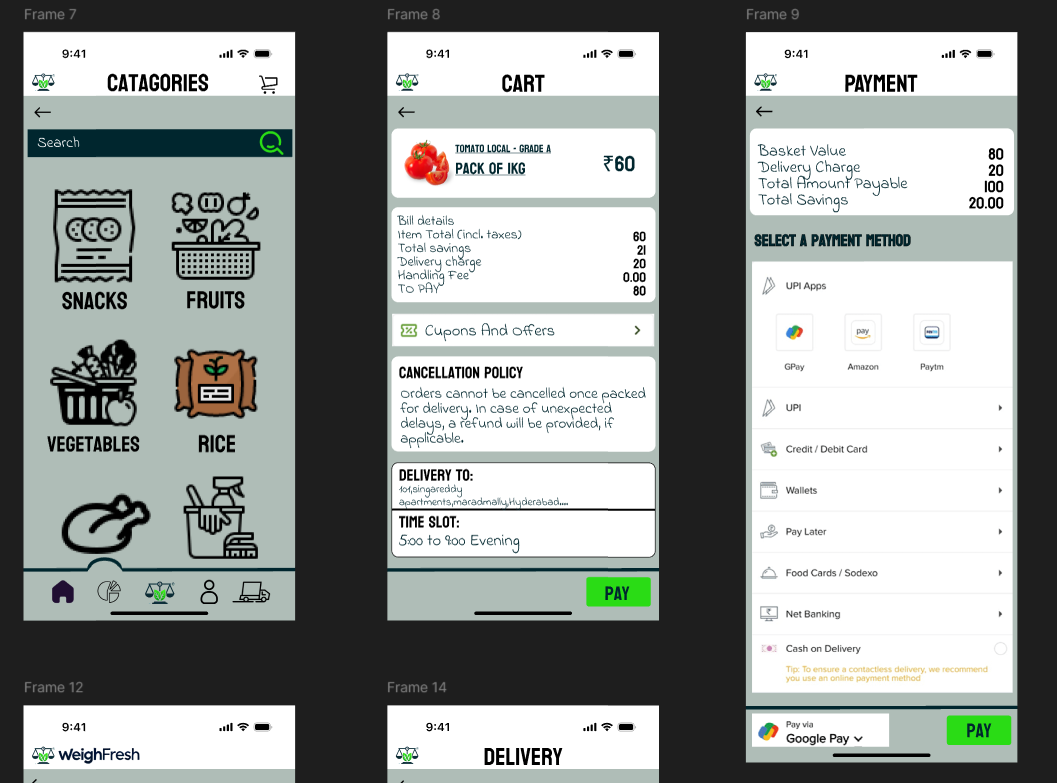 Frame 7
9:41
CATAGORIES
Search
SNACKS
FRUITS
VEGETABLES
RICE
Frame 8
9:41
CART
TOMATO LOCAL - GRADE A
PACK OF 1KG
₹60
Bill details
Item Total (incl. taxes) 60
Total savings 21
Delivery charge 20
Handling Fee 0.00
TO PAY 80
Cupons And Offers
CANCELLATION POLICY
Orders cannot be cancelled once packed
for delivery. In case of unexpected
delays, a refund will be provided, if
applicable.
DELIVERY TO:
101,singareddy
apartments,maradmally,Hyderabad,...
TIME SLOT:
5:00 to 9:00 Evening
PAY
Frame 9
9:41
PAYMENT
Basket Value 80
Delivery Charge 20
Total Amount Payable 100
Total Savings 20.00
SELECT A PAYMENT METHOD
UPI Apps
pay
paytm
GPay
Amazon
Paytm
UPI
Credit / Debit Card
Wallets
Pay Later
Food Cards / Sodexo
Net Banking
Cash on Delivery
Tip: To ensure a contactless delivery, we recommend
you use an online payment method
Pay via
Google Pay
PAY
Frame 12
9:41
weighFresh
Frame 14
9:41
DELIVERY